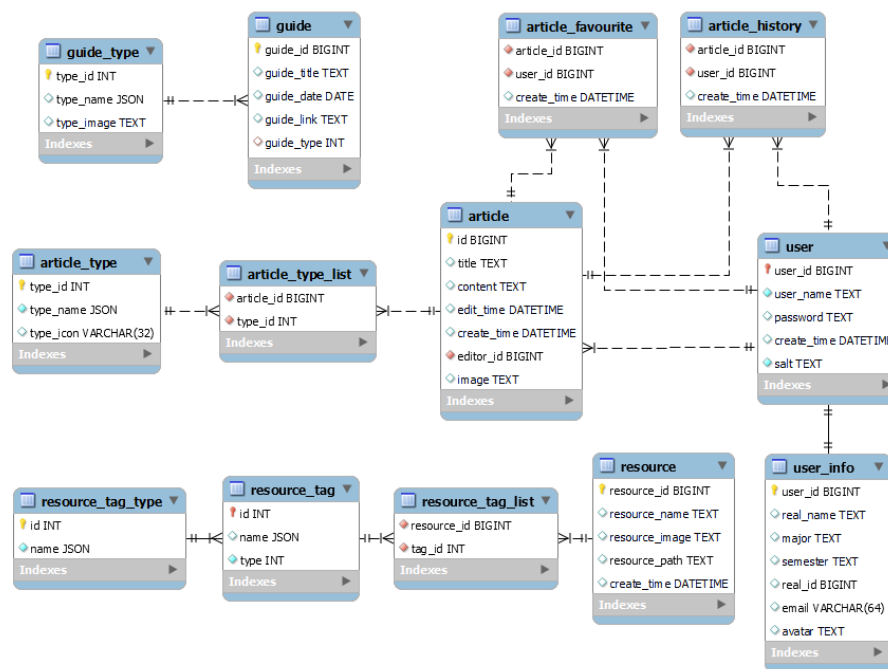 guide_type
type_id INT
type_name JSON
type_image TEXT
Indexes
guide
guide_id BIGINT
guide_title TEXT
guide_date DATE
guide_link TEXT
guide_type INT
Indexes
article_favourite
article_id BIGINT
user_id BIGINT
create_time DATETIME
Indexes
article_history
article_id BIGINT
user_id BIGINT
create_time DATETIME
Indexes
article_type
type_id INT
type_name JSON
type_icon VARCHAR(32)
Indexes
article_type_list
article_id BIGINT
type_id INT
Indexes
article
id BIGINT
title TEXT
content TEXT
edit_time DATETIME
create_time DATETIME
editor_id BIGINT
image TEXT
Indexes
user
user_id BIGINT
user_name TEXT
password TEXT
create_time DATETIME
salt TEXT
Indexes
resource_tag_type
id INT
name JSON
Indexes
resource_tag
id INT
name JSON
type INT
Indexes
resource_tag_list
resource_id BIGINT
tag_id INT
Indexes
resource
resource_id BIGINT
resource_name TEXT
resource_image TEXT
resource_path TEXT
create_time DATETIME
Indexes
user_info
user_id BIGINT
real_name TEXT
major TEXT
semester TEXT
real_id BIGINT
email VARCHAR(64)
avatar TEXT
Indexes